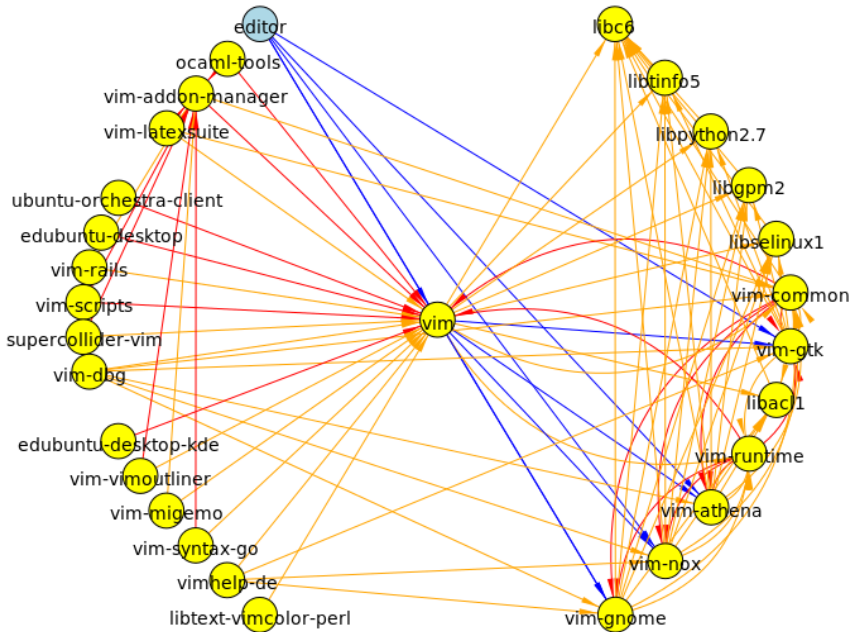 editor
ocaml-tools
vim-addon-manager
vim-latexsuite
ubuntu-orchestra-client
edubuntu-desktop
vim-rails
vim-scripts
supercollider-vim
vim-dbg
edubuntu-desktop-kde
vim-vimoutliner
vim-migemo
vim-syntax-go
vimhelp-de
libtext-vimcolor-perl
vim
libc6
libtinfo5
libpython2.7
libgpm2
libselinux1
vim-common
vim-gtk
libacl1
vim-runtime
vim-athena
vim-nox
vim-gnome